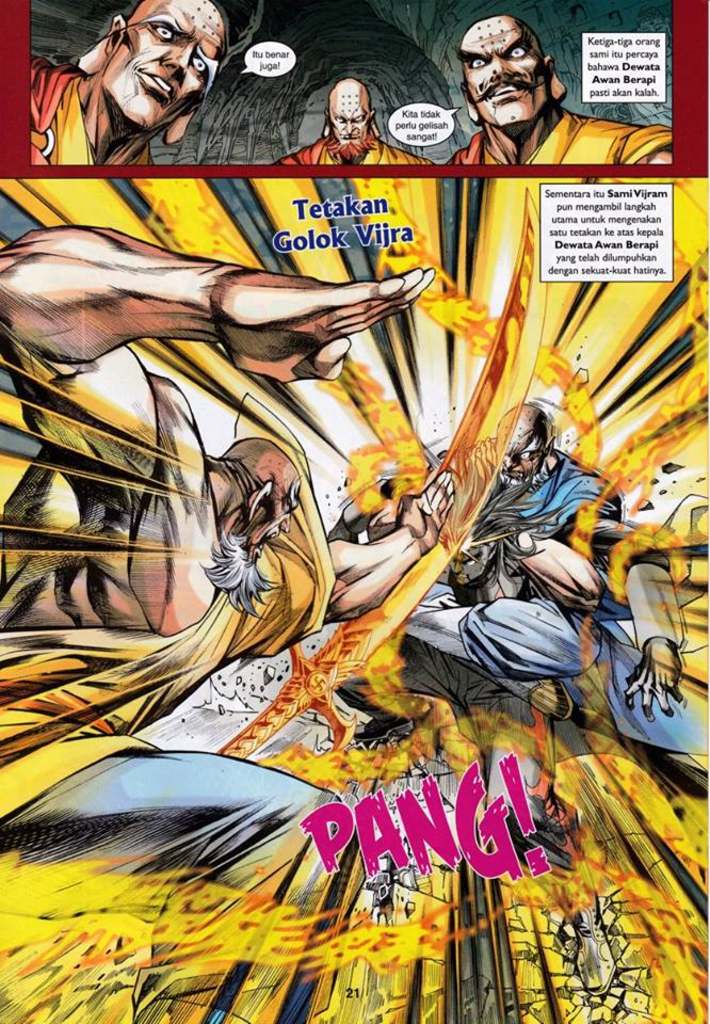 Itu benar
juga!
Kita tidak
perlu gelisah
sangat!
Ketiga-tiga orang
sami itu percaya
bahawa Dewata
Awan Berapi
pasti akan kalah.
Tetakan
Golok Vijra
Sementara itu Sami Vijram
pun mengambil langkah
utama untuk mengenakan
satu tetakan ke atas kepala
Dewata Awan Berapi
yang telah dilumpuhkan
dengan sekuat-kuat hatinya.
PANG!
21